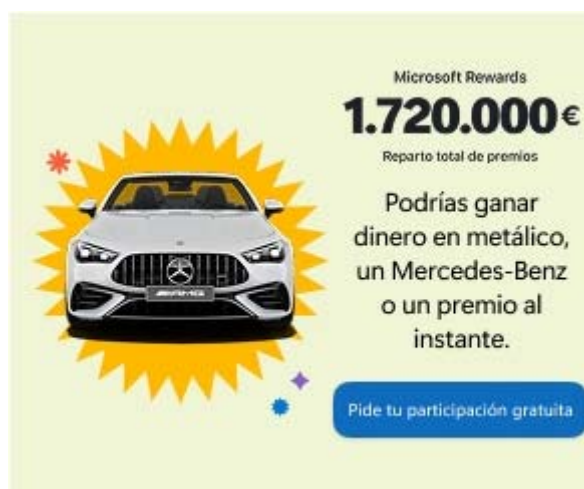 Microsoft Rewards
1.720.000€
Reparto total de premios
Podrías ganar
dinero en metálico,
un Mercedes-Benz
o un premio al
instante.
Pide tu participación gratuita